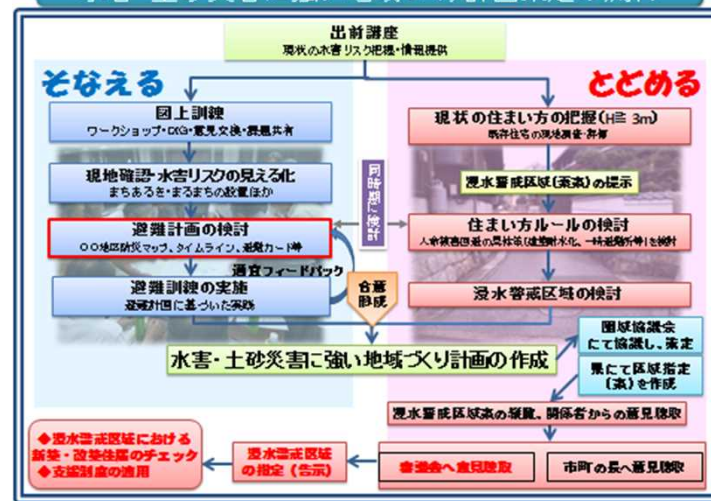 出前講座
現状の水害リスク把握・情報提供
そなえる
とどめる
図上訓練
ワークショップ・DIG・意見交換・課題共有
現地確認・水害リスクの見える化
まちあるき・まるまちの設置ほか
避難計画の検討
〇〇地区防災マップ、タイムライン、避難カード等
適宜フィードバック
避難訓練の実施
避難計画に基づいた実践
現状の住まい方の把握(H≧3m)
既存住宅の現地調査・
浸水警戒区域(素案)の提示
住まい方ルールの検討
浸水警戒区域の検討
合意
形成
水害・土砂災害に強い地域づくり計画の作成
圏域協議会
にて協議し、策定
県にて区域指定
(案)を作成
浸水警戒区域案の縦覧、関係者からの意見聴取
審議会へ意見聴取
市町の長へ意見聴取
浸水警戒区域
の指定(告示)
◆浸水警戒区域における
新築・改築住居のチェック
◆支援制度の適用